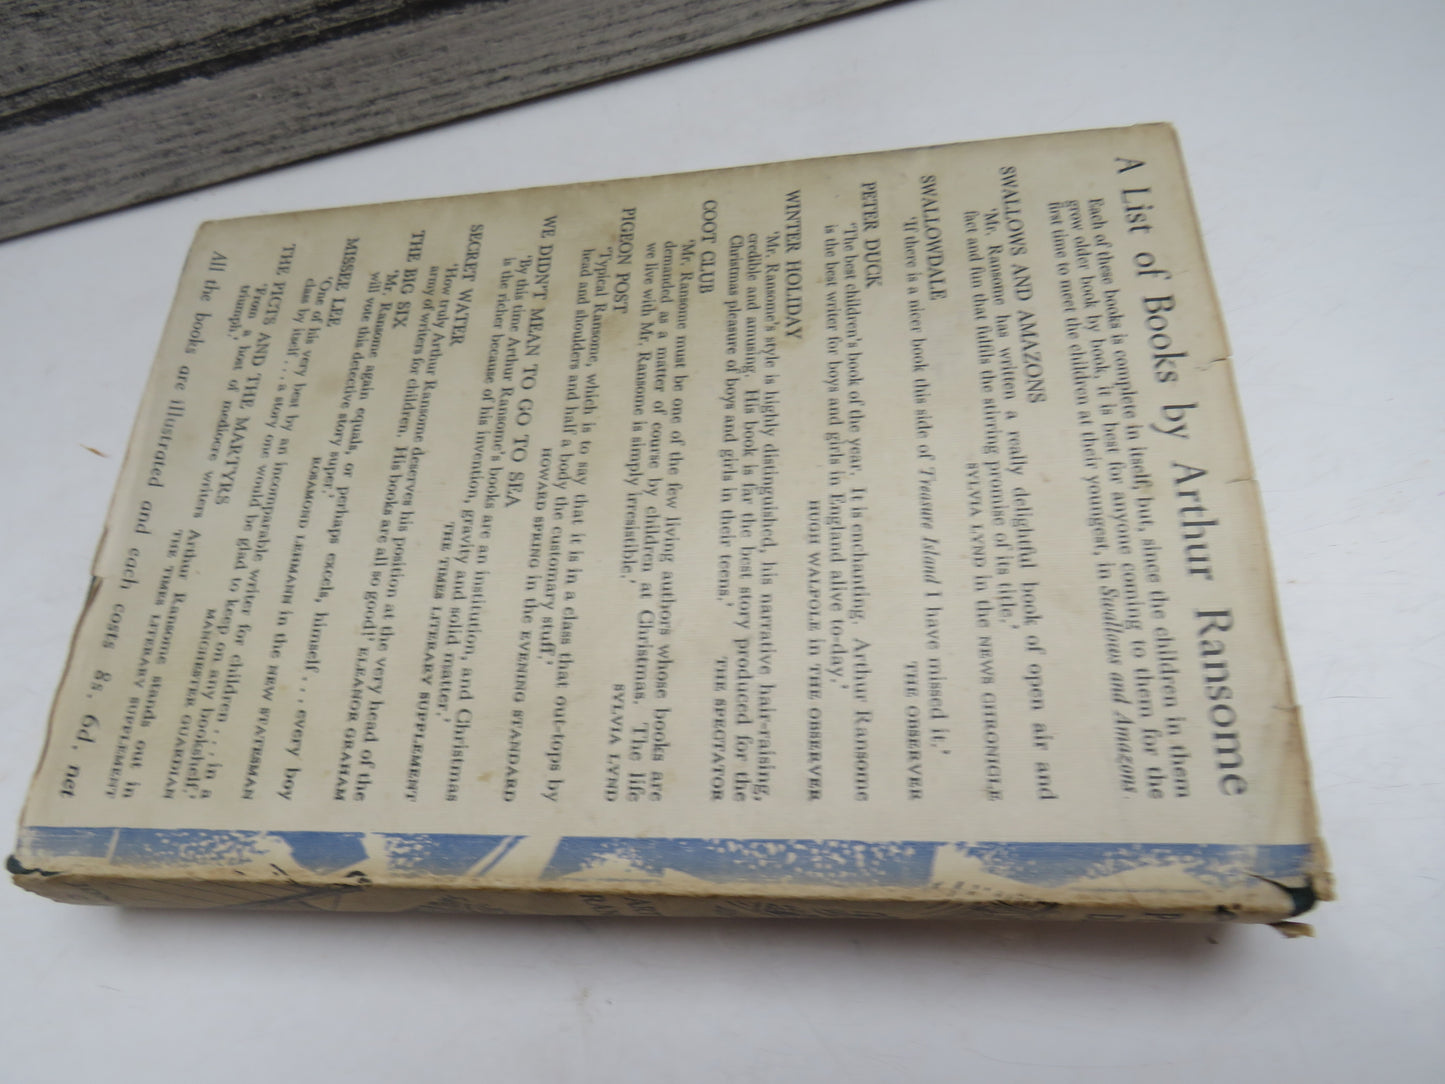 A List of Books by Arthur Ransome
Each of these books is complete in itself, but, since the children in them
grow older book by book, it is best for anyone coming to them for the
first time to meet the children at their youngest, in Swallows and Amazons.
SWALLOWS AND AMAZONS
'Mr. Ransome has written a really delightful book of open air and
fact and fun that fulfils the stirring promise of its title.'
SYLVIA LYND in the NEWS CHRONICLE
SWALLOWDALE
'If there is a nicer book this side of Treasure Island I have missed it.'
THE OBSERVER
PETER DUCK
'The best children's book of the year. It is enchanting. Arthur Ransome
is the best writer for boys and girls in England alive to-day.'
HUGH WALPOLE in THE OBSERVER
WINTER HOLIDAY
'Mr. Ransome's style is highly distinguished, his narrative hair-raising,
credible and amusing. His book is far the best story produced for the
Christmas pleasure of boys and girls in their teens.' THE SPECTATOR
COOT CLUB
'Mr. Ransome must be one of the few living authors whose books are
demanded as a matter of course by children at Christmas. The life
we live with Mr. Ransome is simply irresistible.' SYLVIA LYND
PIGEON POST
'Typical Ransome, which is to say that it is in a class that out-tops by
head and shoulders and half a body the customary stuff.'
HOWARD SPRING in the EVENING STANDARD
WE DIDN'T MEAN TO GO TO SEA
'By this time Arthur Ransome's books are an institution, and Christmas
is the richer because of his invention, gravity and solid matter.'
THE TIMES LITERARY SUPPLEMENT
SECRET WATER
'How truly Arthur Ransome deserves his position at the very head of the
army of writers for children. His books are all so good!' ELEANOR GRAHAM
THE BIG SIX
'Mr. Ransome again equals, or perhaps excels, himself . . . every boy
will vote this detective story super.'
ROSAMOND LEHMANN in the NEW STATESMAN
MISSEE LEE
'One of his very best by an incomparable writer for children . . . in a
class by itself . . . a story one would be glad to keep on any bookshelf.'
MANCHESTER GUARDIAN
THE PICTS AND THE MARTYRS
'From a host of mediocre writers Arthur Ransome stands out in
triumph.' THE TIMES LITERARY SUPPLEMENT
All the books are illustrated and each costs 8s. 6d. net